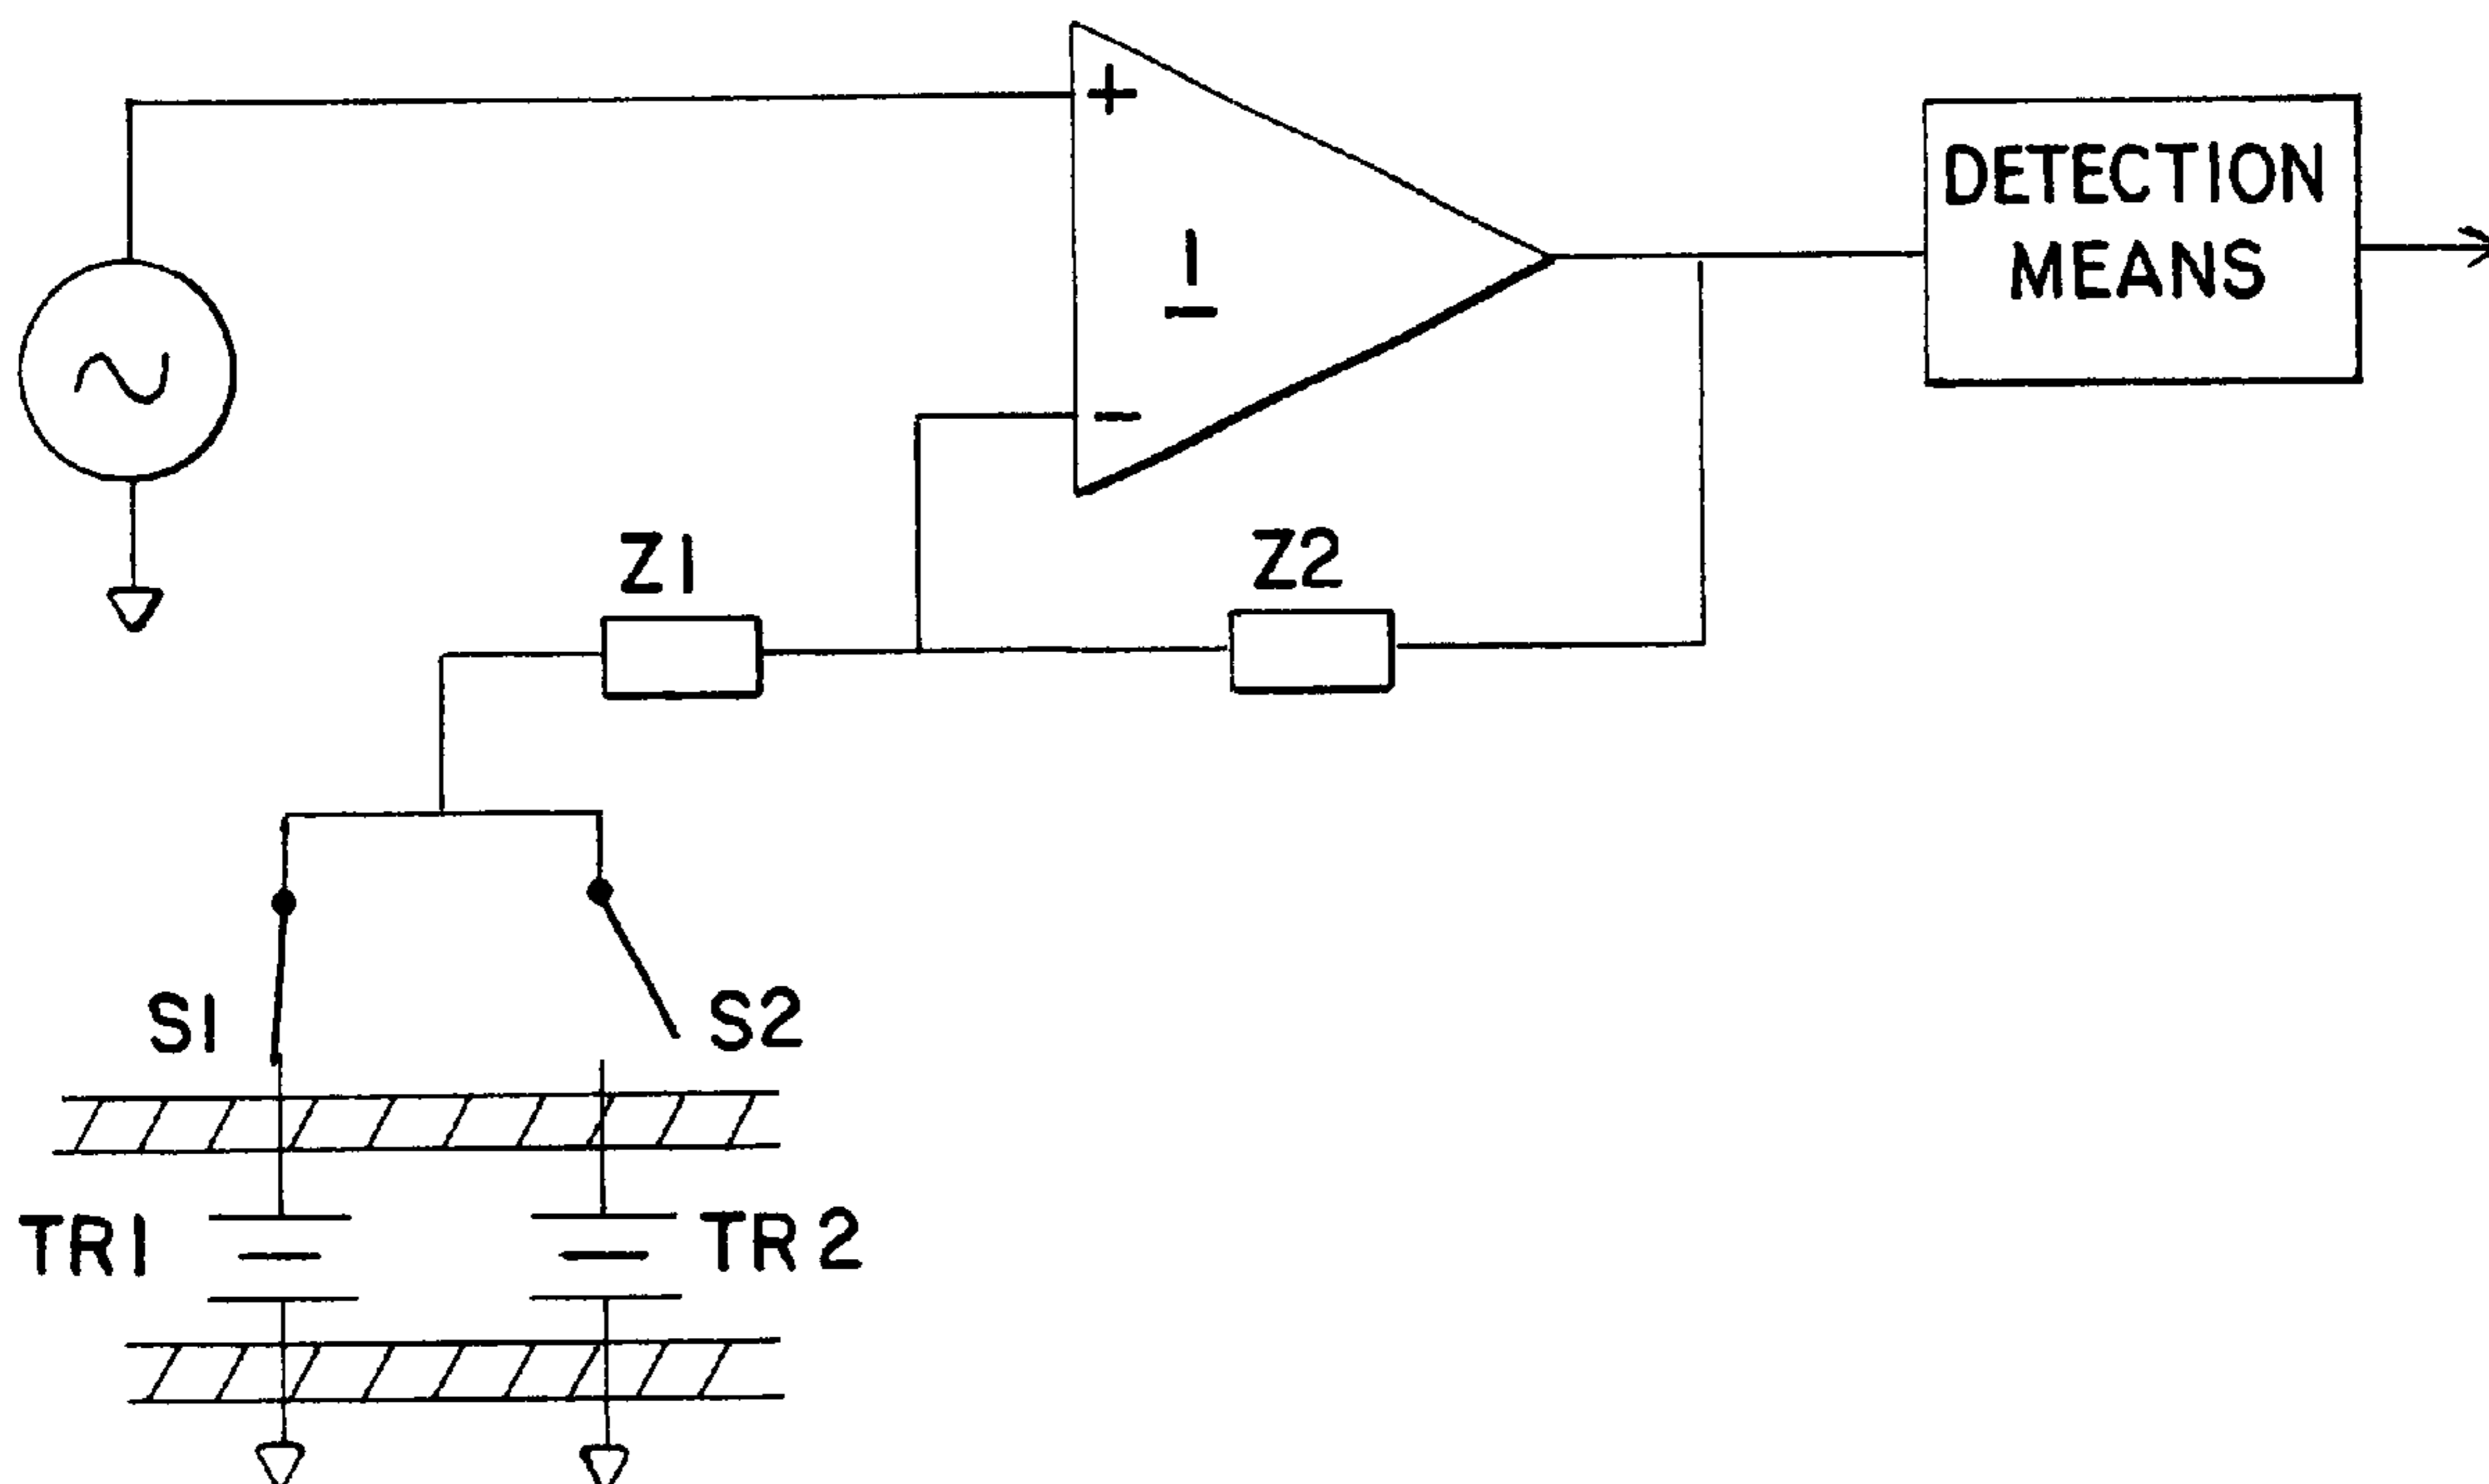 +
1
-
DETECTION
MEANS
Z1
Z2
S1
S2
TR1
TR2